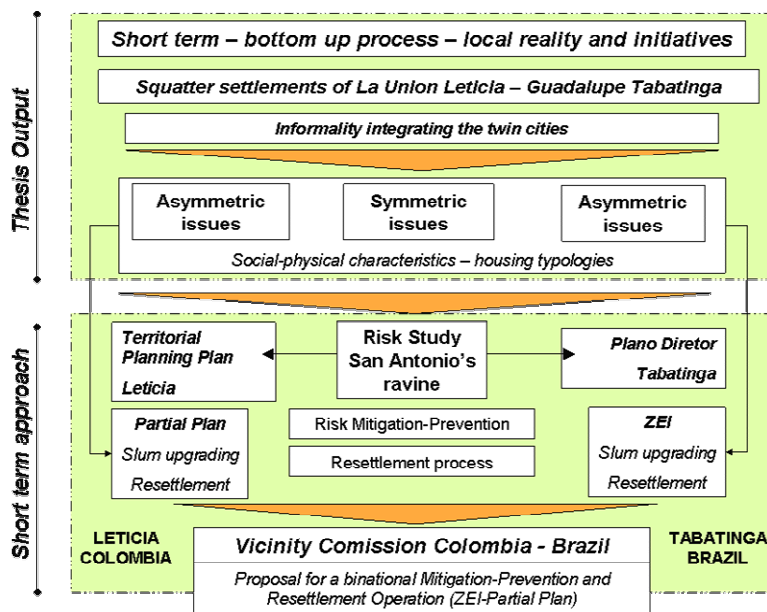 Thesis Output
Short term – bottom up process – local reality and initiatives
Squatter settlements of La Union Leticia – Guadalupe Tabatinga
Informality integrating the twin cities
Asymmetric
issues
Symmetric
issues
Asymmetric
issues
Social-physical characteristics – housing typologies
Short term approach
Territorial
Planning Plan
Leticia
Risk Study
San Antonio's
ravine
Plano Diretor
Tabatinga
Partial Plan
Slum upgrading
Resettlement
Risk Mitigation-Prevention
Resettlement process
ZEI
Slum upgrading
Resettlement
LETICIA
COLOMBIA
Vicinity Comission Colombia - Brazil
Proposal for a binational Mitigation-Prevention and
Resettlement Operation (ZEI-Partial Plan)
TABATINGA
BRAZIL